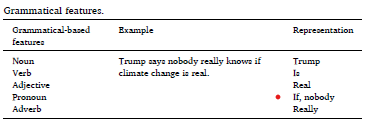 Grammatical features.
Grammatical-based features Example Representation
Noun Trump says nobody really knows if Trump
Verb climate change is real. Is
Adjective Real
Pronoun If, nobody
Adverb Really